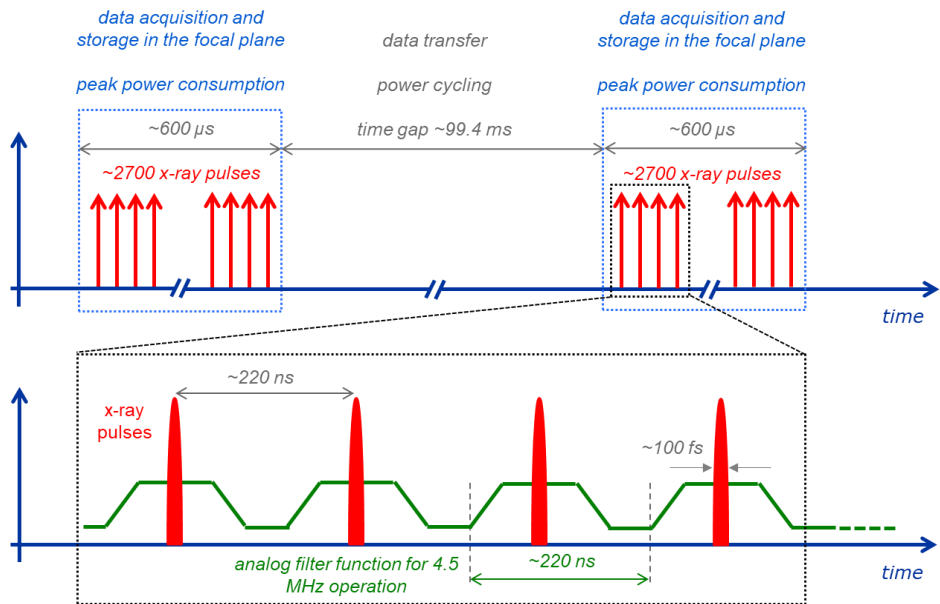 data acquisition and
storage in the focal plane
peak power consumption
data transfer
power cycling
time gap ~99.4 ms
data acquisition and
storage in the focal plane
peak power consumption
~600 µs
~600 µs
~2700 x-ray pulses
~2700 x-ray pulses
time
~220 ns
x-ray
pulses
~100 fs
analog filter function for 4.5
MHz operation
~220 ns
time